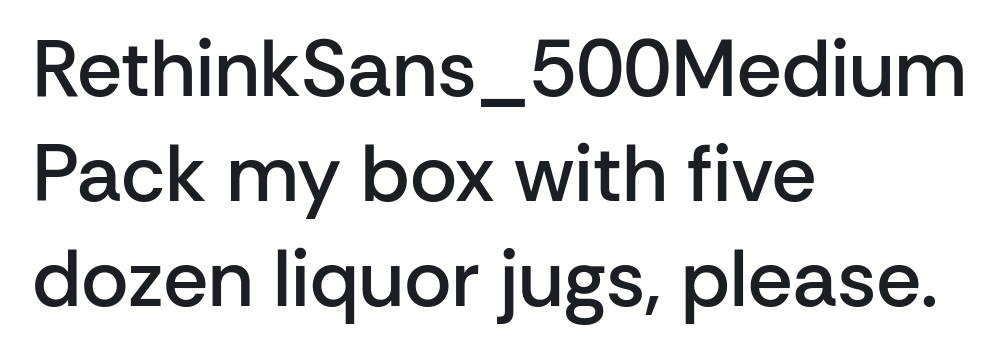 RethinkSans_500Medium
Pack my box with five
dozen liquor jugs, please.